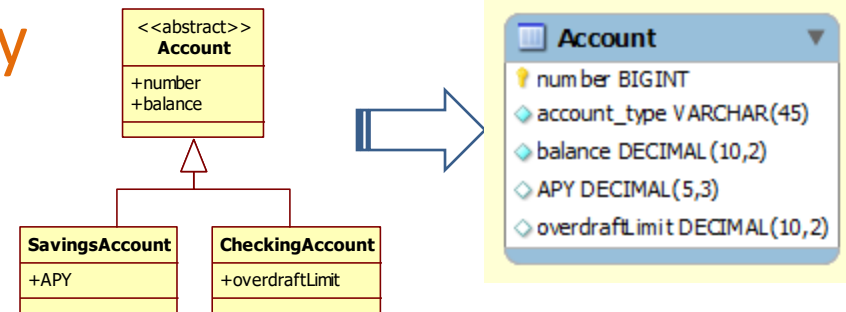 y
<<abstract>>
Account
+number
+balance
SavingsAccount
+APY
CheckingAccount
+overdraftLimit
Account
number BIGINT
account_type VARCHAR(45)
balance DECIMAL(10,2)
APY DECIMAL(5,3)
overdraftLimit DECIMAL(10,2)